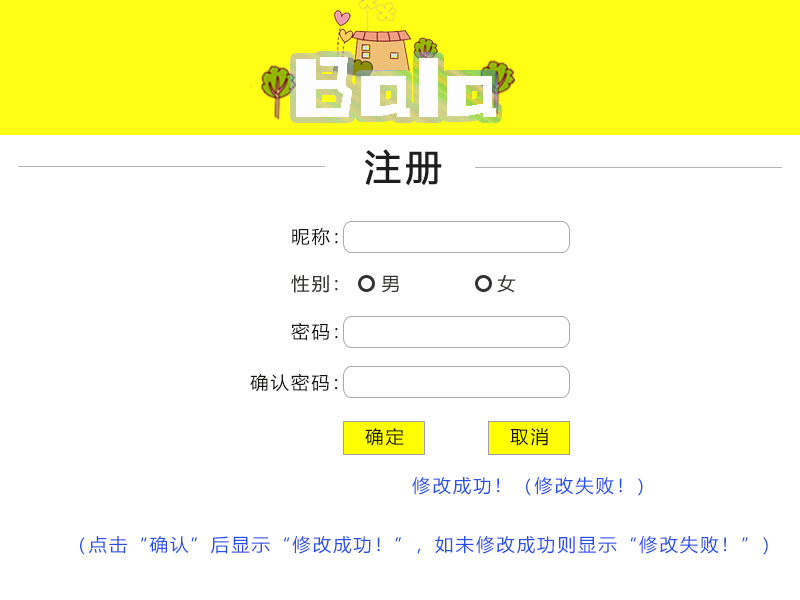 Bala
注册
昵称：
性别： 男 女
密码：
确认密码：
确定 取消
修改成功！（修改失败！）
（点击“确认”后显示“修改成功！”，如未修改成功则显示“修改失败！”）